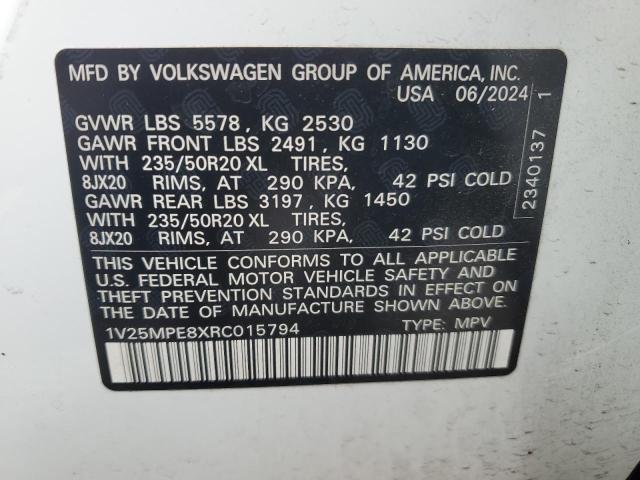 MFD BY VOLKSWAGEN GROUP OF AMERICA, INC.
USA 06/2024
GVWR LBS 5578, KG 2530
GAWR FRONT LBS 2491, KG 1130
WITH 235/50R20 XL TIRES,
8JX20 RIMS, AT 290 KPA, 42 PSI COLD
GAWR REAR LBS 3197, KG 1450
WITH 235/50R20 XL TIRES,
8JX20 RIMS, AT 290 KPA, 42 PSI COLD
THIS VEHICLE CONFORMS TO ALL APPLICABLE
U.S. FEDERAL MOTOR VEHICLE SAFETY AND
THEFT PREVENTION STANDARDS IN EFFECT ON
THE DATE OF MANUFACTURE SHOWN ABOVE.
1V25MPE8XRC015794 TYPE: MPV
2340137 1